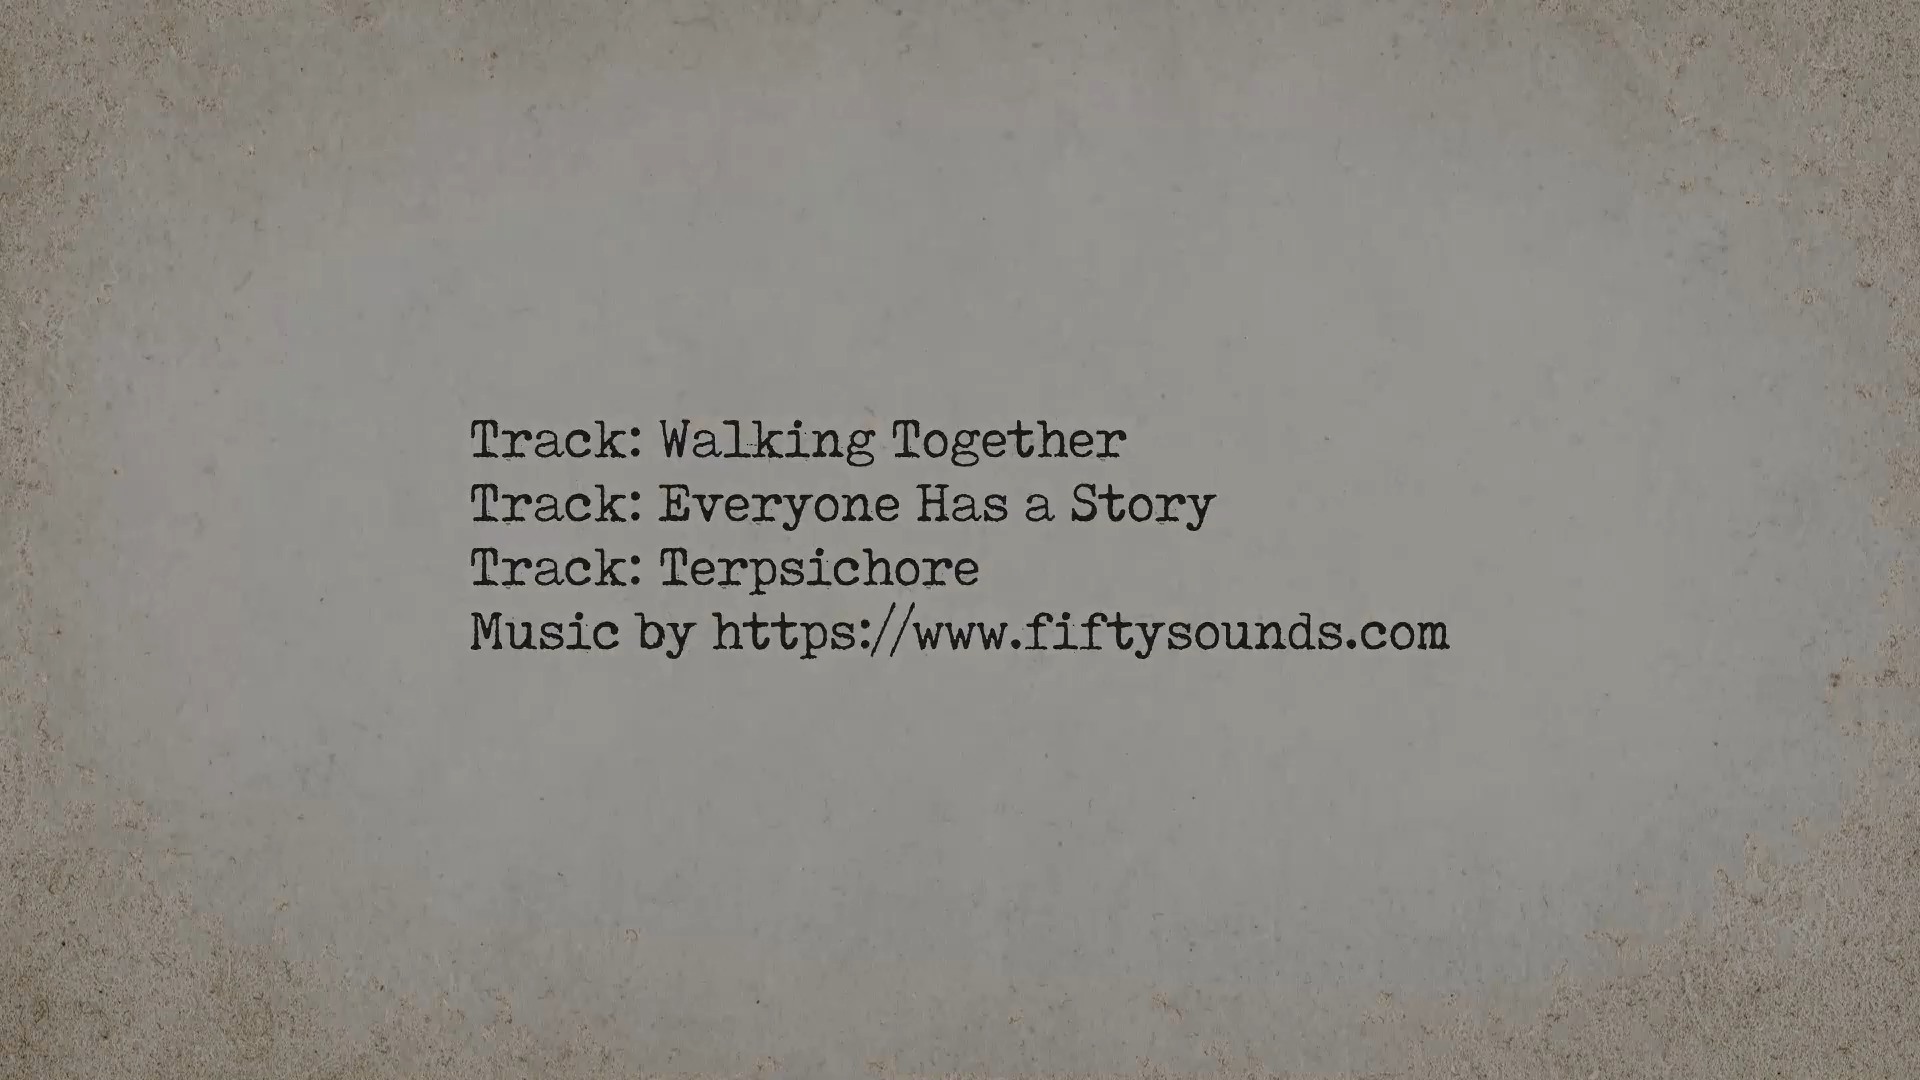 Track: Walking Together
Track: Everyone Has a Story
Track: Terpsichore
Music by https://www.fiftysounds.com